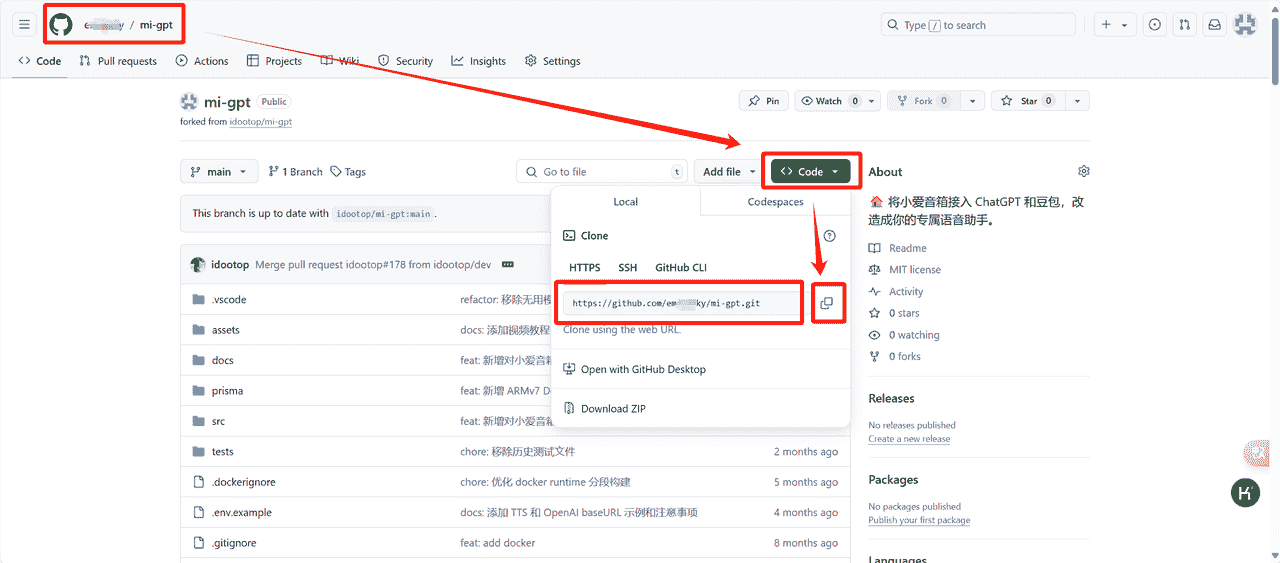 / mi-gpt
Type / to search
Code Pull requests Actions Projects Wiki Security Insights Settings
mi-gpt Public
Pin Watch 0 Fork 0 Star 0
forked from idootop/mi-gpt
main 1 Branch Tags Go to file t Add file Code
This branch is up to date with idootop/mi-gpt:main .
Local Codespaces
Clone
HTTPS SSH GitHub CLI
https://github.com/em ky/mi-gpt.git
Clone using the web URL.
Open with GitHub Desktop
Download ZIP
idootop Merge pull request idootop#178 from idootop/dev
.vscode refactor: 移除无用
assets docs: 添加视频教程
docs feat: 新增对小爱音
prisma feat: 新增 ARMv7 D
src feat: 新增对小爱音
tests chore: 移除历史测试文件 2 months ago
.dockerignore chore: 优化 docker runtime 分段构建 5 months ago
.env.example docs: 添加 TTS 和 OpenAI baseURL 示例和注意事项 4 months ago
.gitignore feat: add docker 8 months ago
About
将小爱音箱接入 ChatGPT 和豆包，改
造成你的专属语音助手。
Readme
MIT license
Activity
0 stars
0 watching
0 forks
Releases
No releases published
Create a new release
Packages
No packages published
Publish your first package
Languages